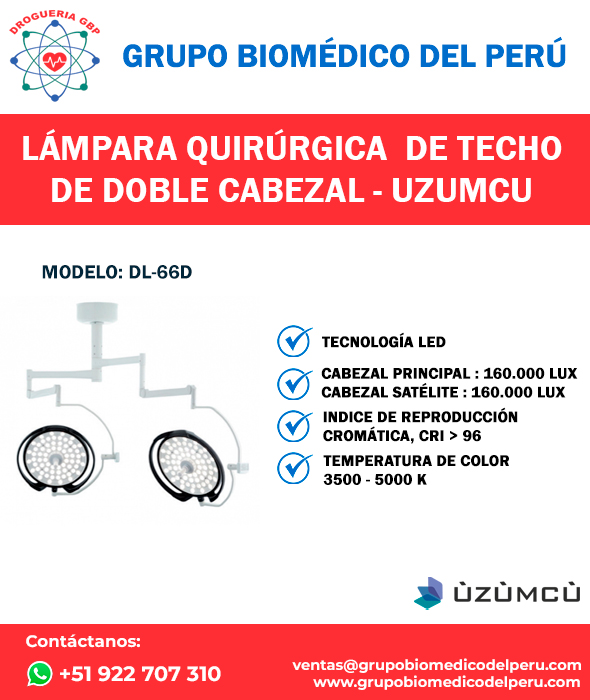 DROGUERIA GBP
GRUPO BIOMÉDICO DEL PERÚ
LÁMPARA QUIRÚRGICA DE TECHO
DE DOBLE CABEZAL - UZUMCU
MODELO: DL-66D
TECNOLOGÍA LED
CABEZAL PRINCIPAL : 160.000 LUX
CABEZAL SATÉLITE : 160.000 LUX
INDICE DE REPRODUCCIÓN
CROMÁTICA, CRI > 96
TEMPERATURA DE COLOR
3500 - 5000 K
ÙZÙMCÙ
Contáctanos:
+51 922 707 310
ventas@grupobiomedicodelperu.com
www.grupobiomedicodelperu.com